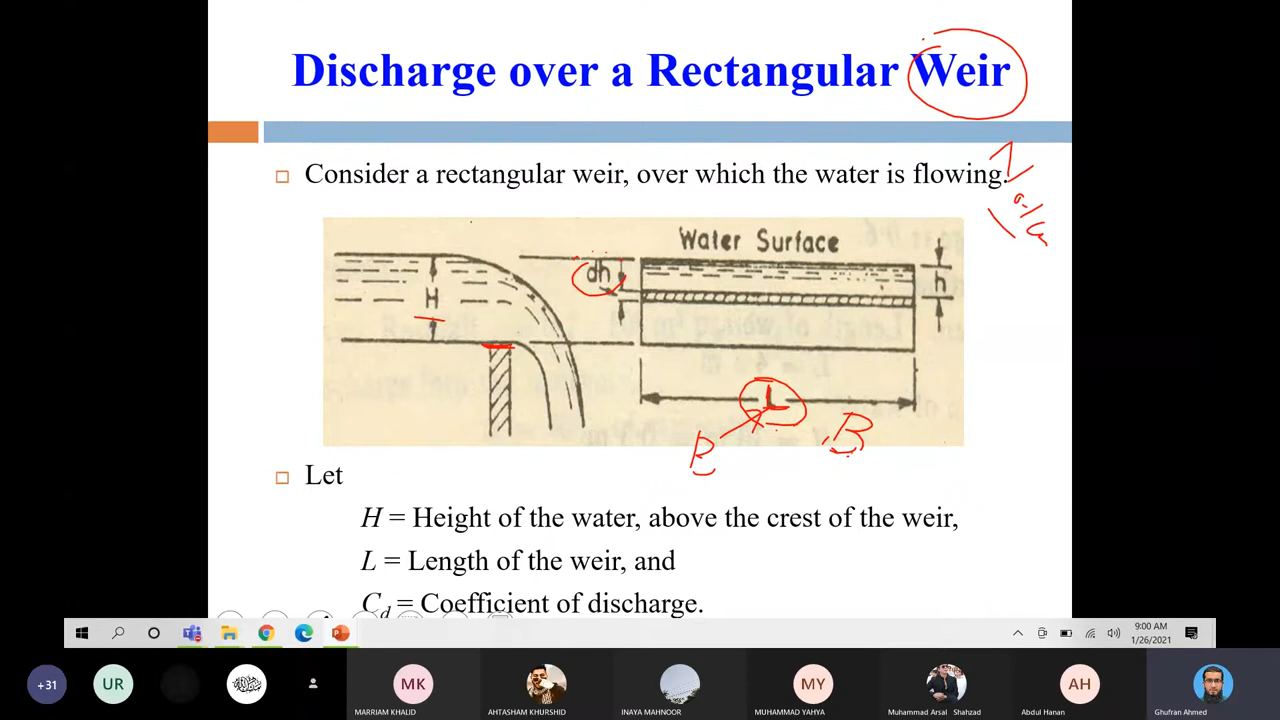 Discharge over a Rectangular Weir
Consider a rectangular weir, over which the water is flowing.
Water Surface
dh
h
H
L
B
B
Let
H = Height of the water, above the crest of the weir,
L = Length of the weir, and
Cd = Coefficient of discharge.
9:00 AM
1/26/2021
+31
UR
MK
MY
AH
MARRIAM KHALID
AHTASHAM KHURSHID
INAYA MAHNOOR
MUHAMMAD YAHYA
Muhammad Arsal Shahzad
Abdul Hanan
Ghufran Ahmed